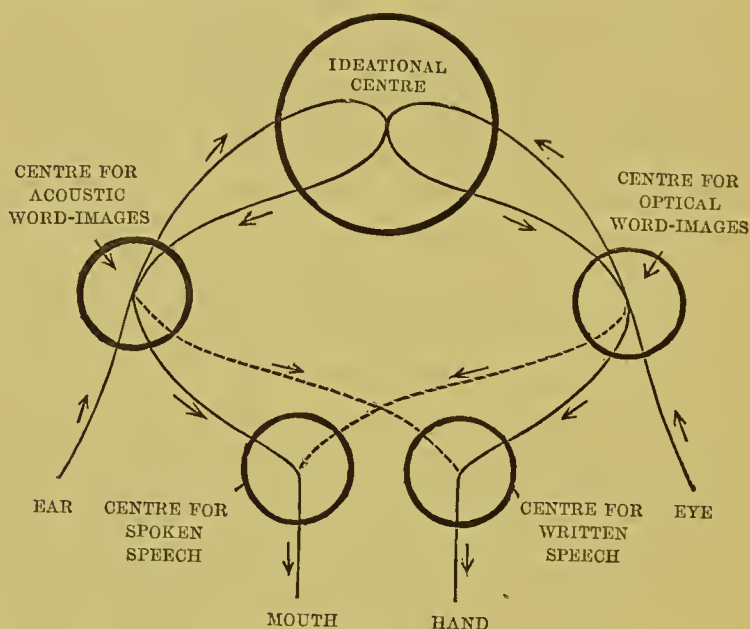 IDEATIONAL
CENTRE
CENTRE FOR
ACOUSTIC
WORD-IMAGES
CENTRE FOR
OPTICAL
WORD-IMAGES
EAR
CENTRE FOR
SPOKEN
SPEECH
CENTRE FOR
WRITTEN
SPEECH
EYE
MOUTH
HAND